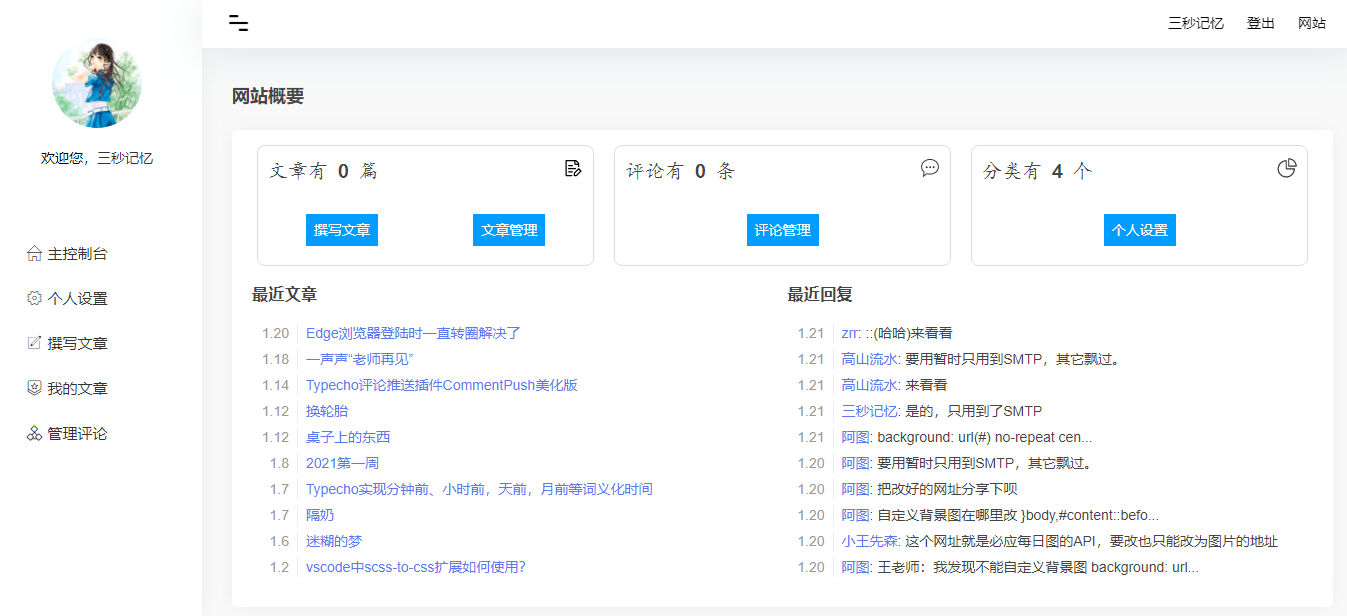 三秒记忆 登出 网站
欢迎您，三秒记忆
主控制台
个人设置
撰写文章
我的文章
管理评论
网站概要
文章有 0 篇
撰写文章 文章管理
评论有 0 条
评论管理
分类有 4 个
个人设置
最近文章
1.20 Edge浏览器登陆时一直转圈解决了
1.18 一声声“老师再见”
1.14 Typecho评论推送插件CommentPush美化版
1.12 换轮胎
1.12 桌子上的东西
1.8 2021第一周
1.7 Typecho实现分钟前、小时前，天前，月前等词义化时间
1.7 隔奶
1.6 迷糊的梦
1.2 vscode中scss-to-css扩展如何使用？
最近回复
1.21 zrr: ::(哈哈)来看看
1.21 高山流水: 要用暂时只用到SMTP，其它飘过。
1.21 高山流水: 来看看
1.21 三秒记忆: 是的，只用到了SMTP
1.21 阿图: background: url(#) no-repeat cen...
1.20 阿图: 要用暂时只用到SMTP，其它飘过。
1.20 阿图: 把改好的网址分享下呗
1.20 阿图: 自定义背景图在哪里改 }body,#content::befo...
1.20 小王先森: 这个网址就是必应每日图的API，要改也只能改为图片的地址
1.20 阿图: 王老师：我发现不能自定义背景图 background: url...